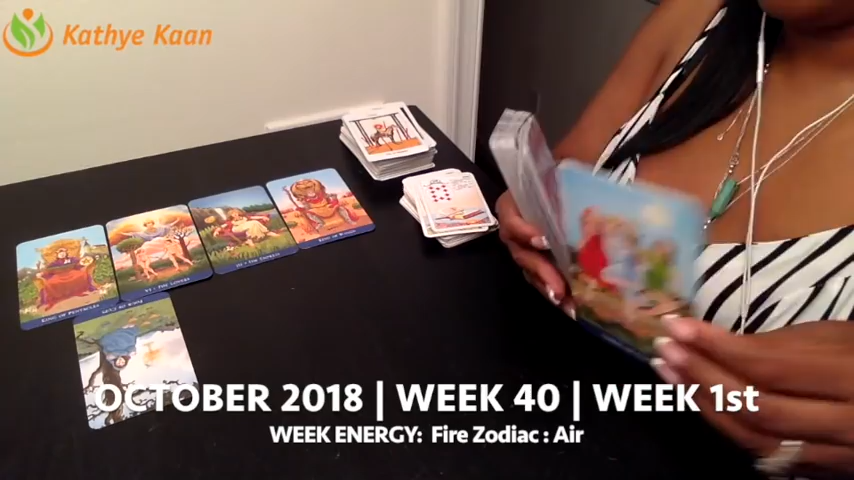 Kathye Kaan
OCTOBER 2018 | WEEK 40 | WEEK 1st
WEEK ENERGY: Fire Zodiac : Air